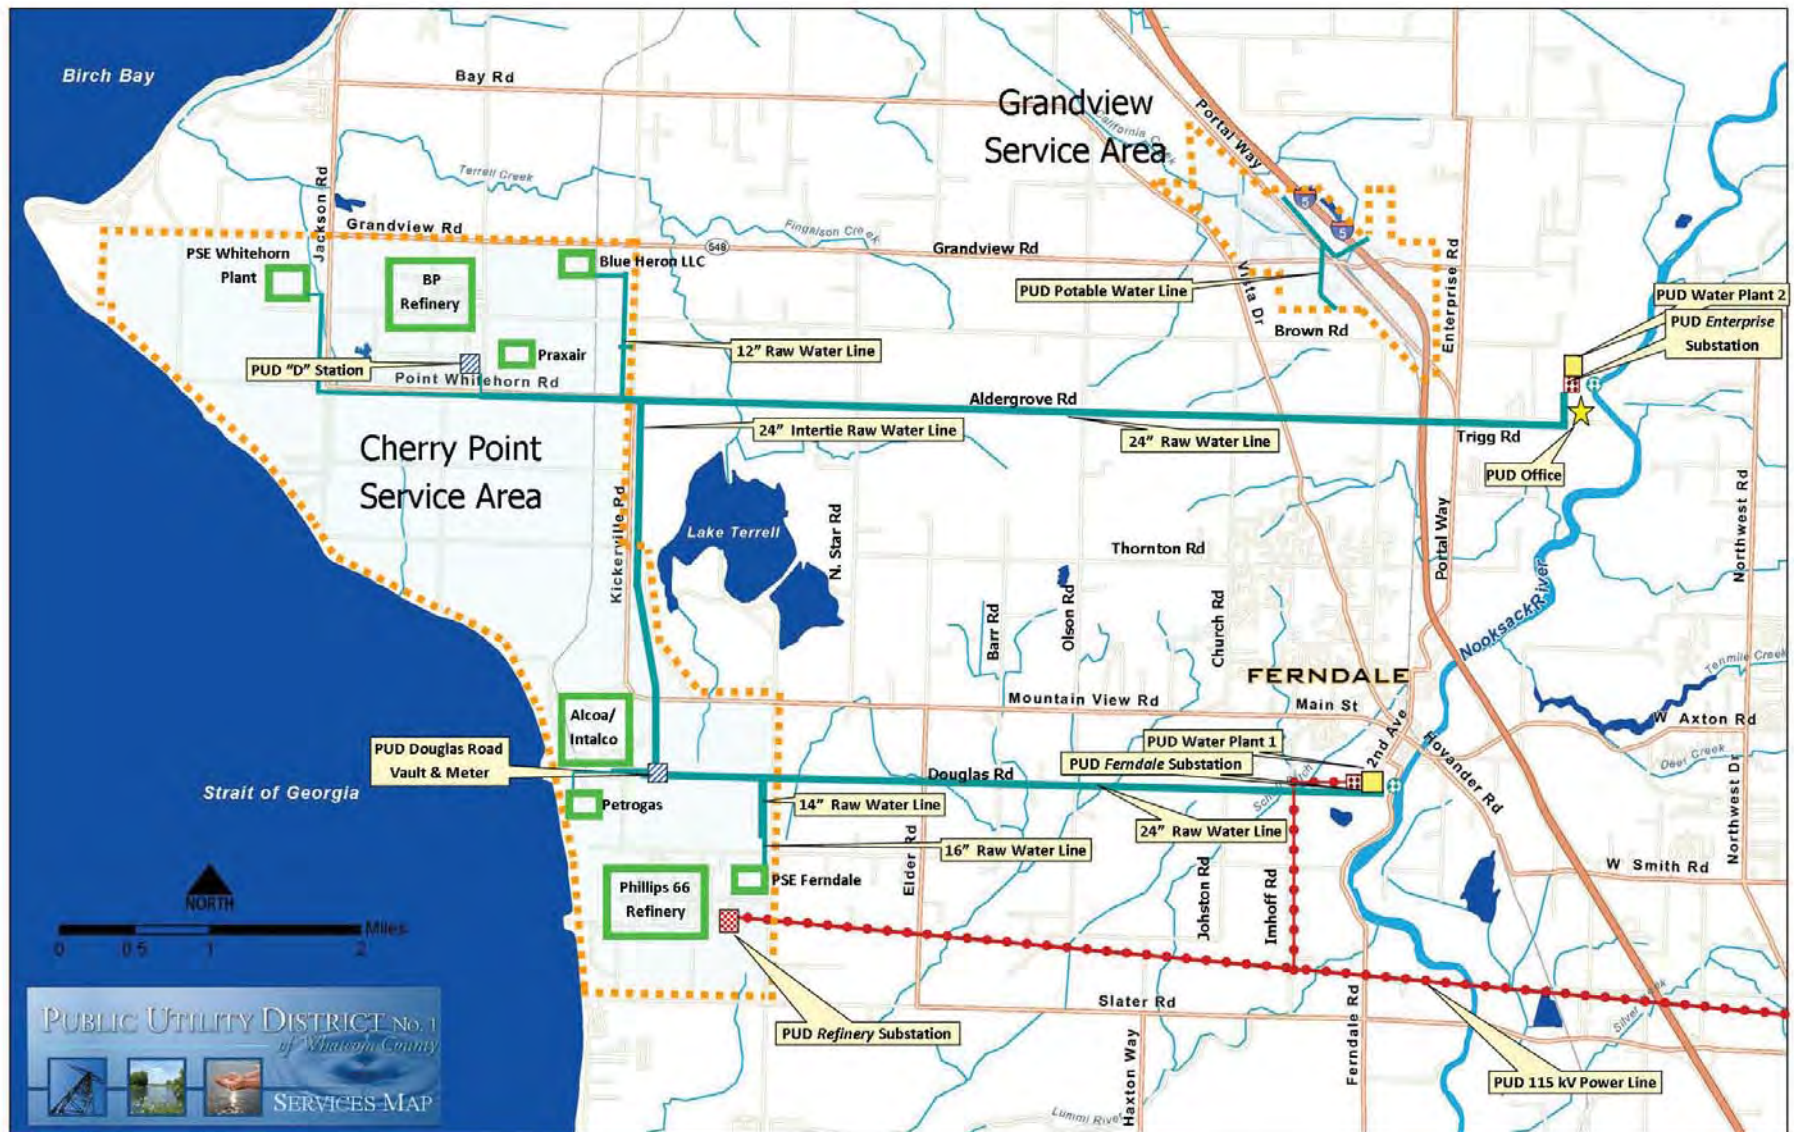 Birch Bay
Bay Rd
Grandview
Service Area
California Creek
Portal Way
Terrell Creek
Jackson Rd
Grandview Rd
Fingalson Creek
548
Grandview Rd
5
5
PSE Whitehorn
Plant
BP
Refinery
Blue Heron LLC
PUD Potable Water Line
Vista Dr
Enterprise Rd
PUD Water Plant 2
PUD Enterprise
Substation
Brown Rd
12” Raw Water Line
Praxair
PUD “D” Station
Point Whitehorn Rd
Aldergrove Rd
24” Intertie Raw Water Line
24” Raw Water Line
Trigg Rd
PUD Office
Cherry Point
Service Area
Kickerville Rd
Lake Terrell
N. Star Rd
Thornton Rd
Portal Way
Northwest Rd
Nooksack River
Barr Rd
Olson Rd
Church Rd
Tenmile Creek
FERNDALE
Mountain View Rd
Main St
W Axton Rd
Alcoa/
Intalco
PUD Douglas Road
Vault & Meter
PUD Water Plant 1
PUD Ferndale Substation
2nd Ave
Hovander Rd
Deer Creek
Northwest Dr
Douglas Rd
Strait of Georgia
Petrogas
14” Raw Water Line
24” Raw Water Line
16” Raw Water Line
Elder Rd
W Smith Rd
Phillips 66
Refinery
PSE Ferndale
Johston Rd
Imhoff Rd
NORTH
Miles
0 0.5 1 2
Slater Rd
Silver
PUD Refinery Substation
Haxton Way
Ferndale Rd
PUD 115 kV Power Line
Lummi River
PUBLIC UTILITY DISTRICT No. 1
of Whatcom County
SERVICES MAP